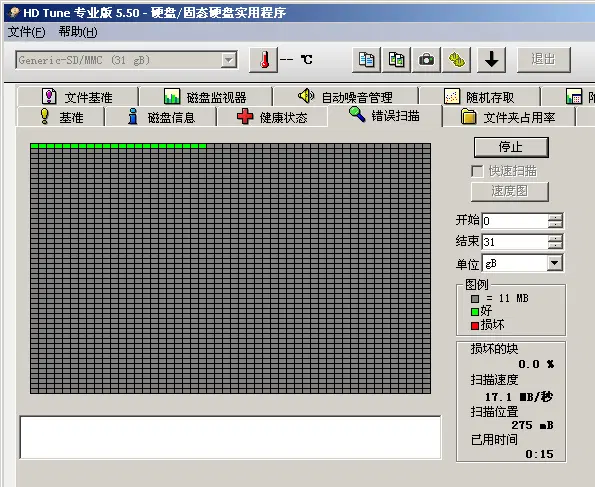 HD Tune 专业版 5.50 - 硬盘/固态硬盘实用程序
文件(F) 帮助(H)
Generic-SD/MMC (31 gB)
-- ℃
退出
文件基准 磁盘监视器 自动噪音管理 随机存取
基准 磁盘信息 健康状态 错误扫描 文件夹占用率
停止
快速扫描
速度图
开始 0
结束 31
单位 gB
图例
= 11 MB
好
损坏
损坏的块
0.0 %
扫描速度
17.1 MB/秒
扫描位置
275 mB
已用时间
0:15